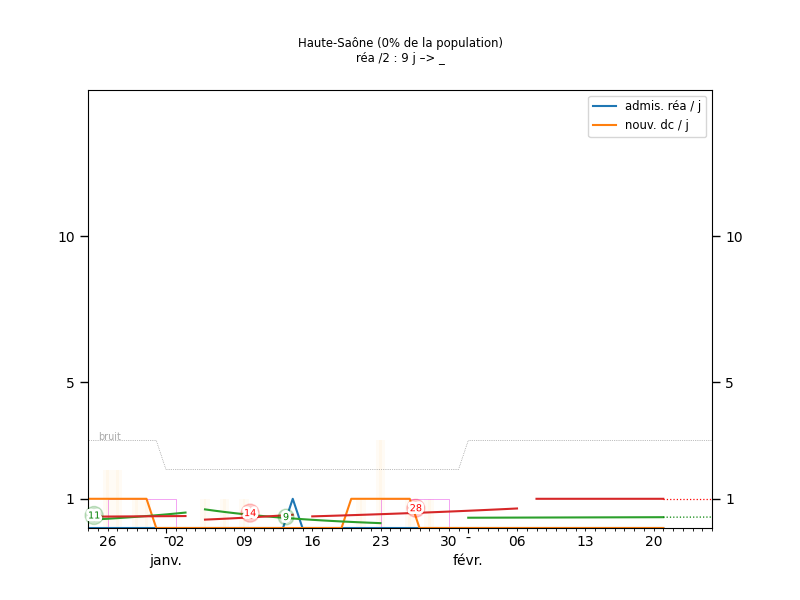 Haute-Saône (0% de la population)
réa /2 : 9 j –> _
admis. réa / j
nouv. dc / j
10 10
5 5
bruit
1 1
11 14 9 28
26 02 09 16 23 30 06 13 20
janv. févr.